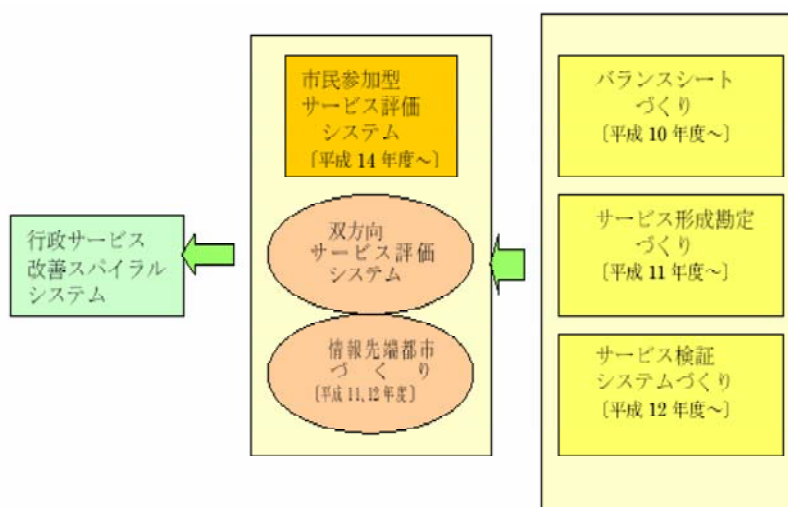 市民参加型
サービス評価
システム
〔平成 14 年度～〕
双方向
サービス評価
システム
情報先端都市
づくり
〔平成 11、12 年度〕
行政サービス
改善スパイラル
システム
バランスシート
づくり
〔平成 10 年度～〕
サービス形成勘定
づくり
〔平成 11 年度～〕
サービス検証
システムづくり
〔平成 12 年度～〕